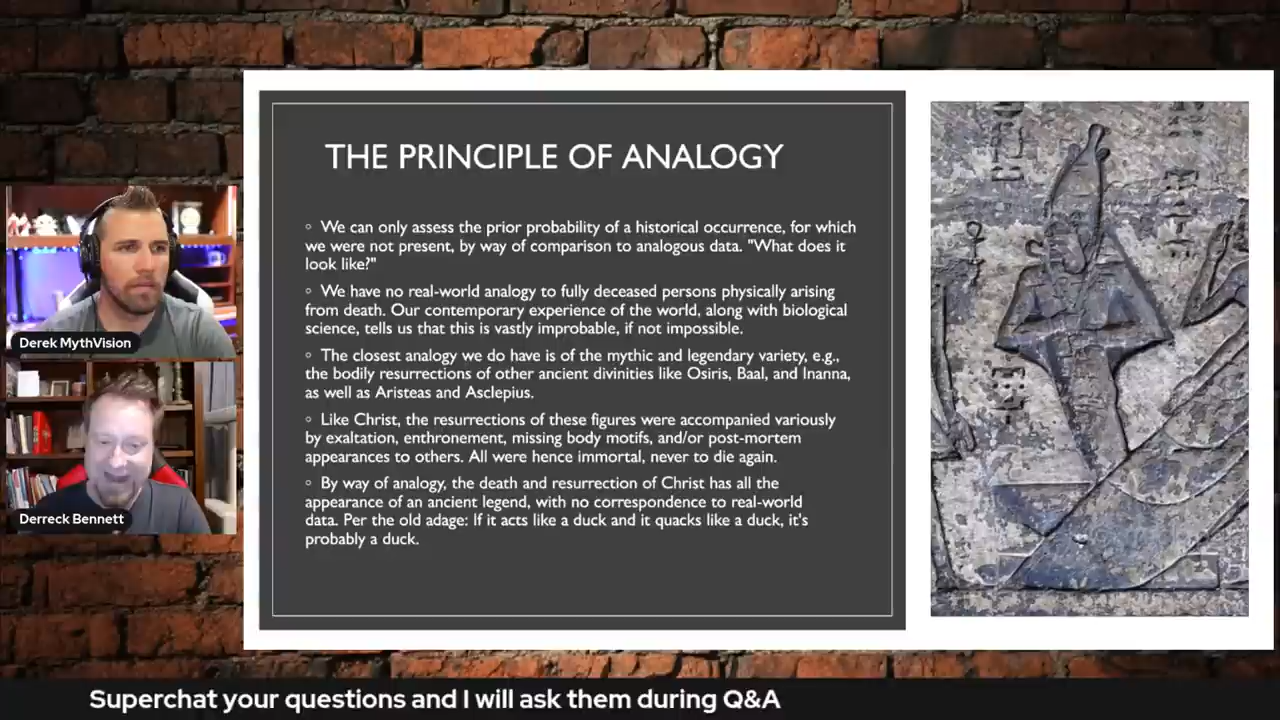 THE PRINCIPLE OF ANALOGY
◦ We can only assess the prior probability of a historical occurrence, for which
we were not present, by way of comparison to analogous data. "What does it
look like?"
◦ We have no real-world analogy to fully deceased persons physically arising
from death. Our contemporary experience of the world, along with biological
science, tells us that this is vastly improbable, if not impossible.
◦ The closest analogy we do have is of the mythic and legendary variety, e.g.,
the bodily resurrections of other ancient divinities like Osiris, Baal, and Inanna,
as well as Aristeas and Asclepius.
◦ Like Christ, the resurrections of these figures were accompanied variously
by exaltation, enthronement, missing body motifs, and/or post-mortem
appearances to others. All were hence immortal, never to die again.
◦ By way of analogy, the death and resurrection of Christ has all the
appearance of an ancient legend, with no correspondence to real-world
data. Per the old adage: If it acts like a duck and it quacks like a duck, it's
probably a duck.
Derek MythVision
Derreck Bennett
Superchat your questions and I will ask them during Q&A